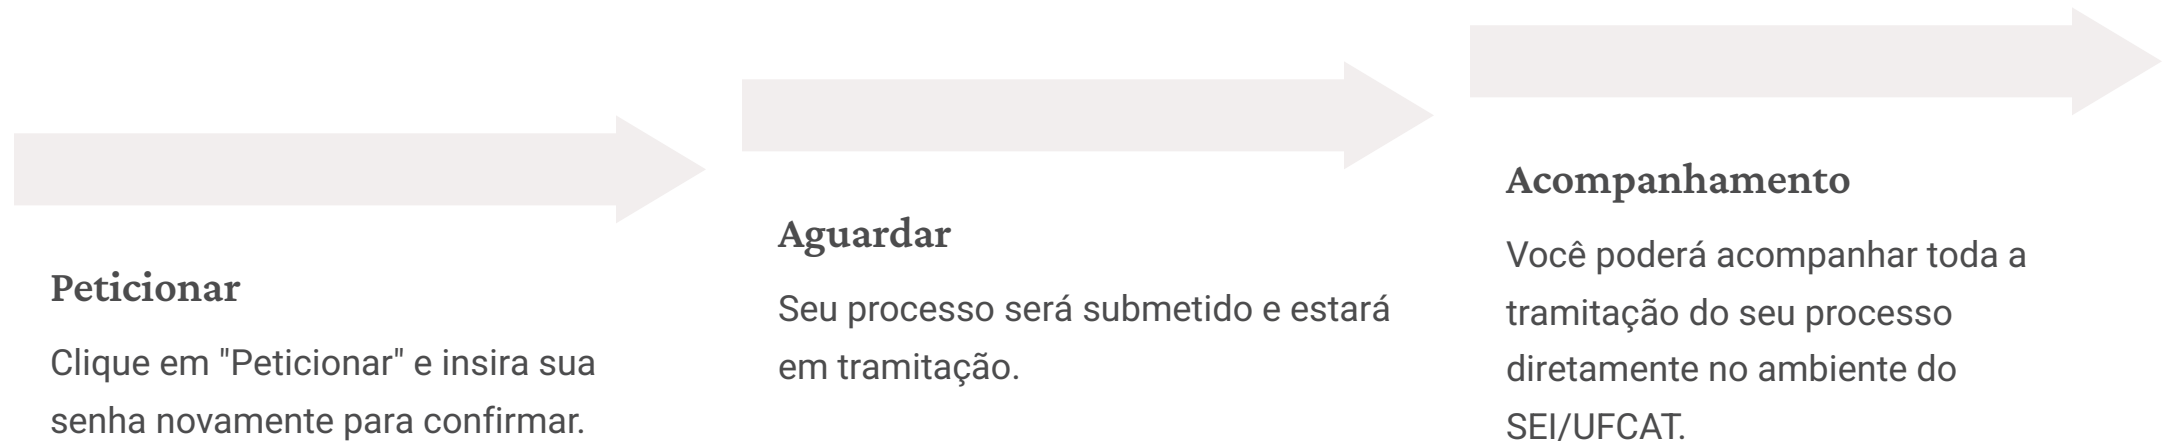 Peticionar
Clique em "Peticionar" e insira sua
senha novamente para confirmar.
Aguardar
Seu processo será submetido e estará
em tramitação.
Acompanhamento
Você poderá acompanhar toda a
tramitação do seu processo
diretamente no ambiente do
SEI/UFCAT.